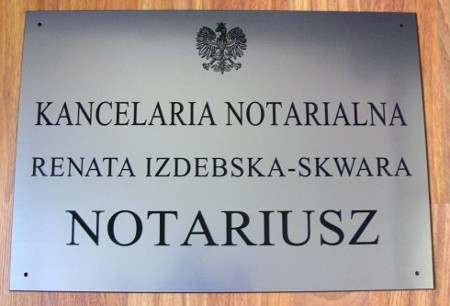 KANCELARIA NOTARIALNA
RENATA IZDEBSKA-SKWARA
NOTARIUSZ